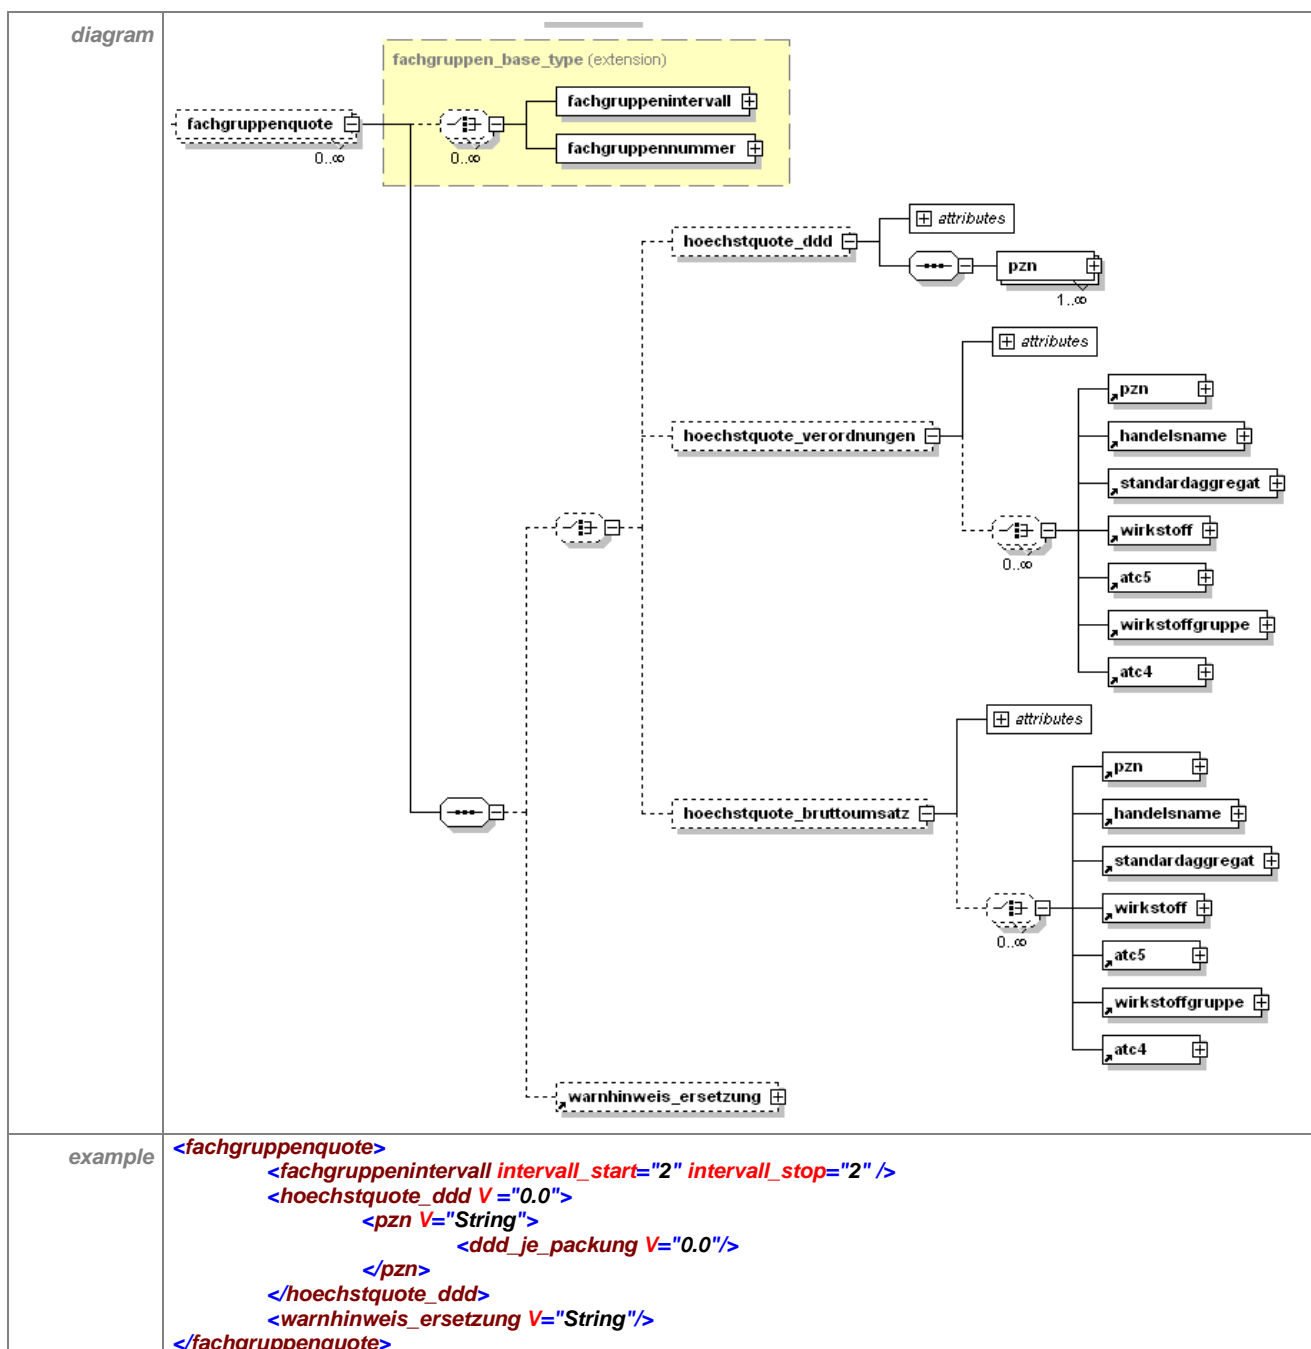 diagram
fachgruppen_base_type (extension)
fachgruppenintervall
fachgruppenquote
0..∞
0..∞
fachgruppennummer
attributes
hoechstquote_ddd
pzn
1..∞
attributes
pzn
hoechstquote_verordnungen
handelsname
standardaggregat
wirkstoff
0..∞
atc5
wirkstoffgruppe
atc4
attributes
pzn
hoechstquote_bruttoumsatz
handelsname
standardaggregat
wirkstoff
0..∞
atc5
wirkstoffgruppe
atc4
warnhinweis_ersetzung
example
<fachgruppenquote>
<fachgruppenintervall intervall_start="2" intervall_stop="2" />
<hoechstquote_ddd V ="0.0">
<pzn V="String">
<ddd_je_packung V="0.0"/>
</pzn>
</hoechstquote_ddd>
<warnhinweis_ersetzung V="String"/>
</fachgruppenquote>